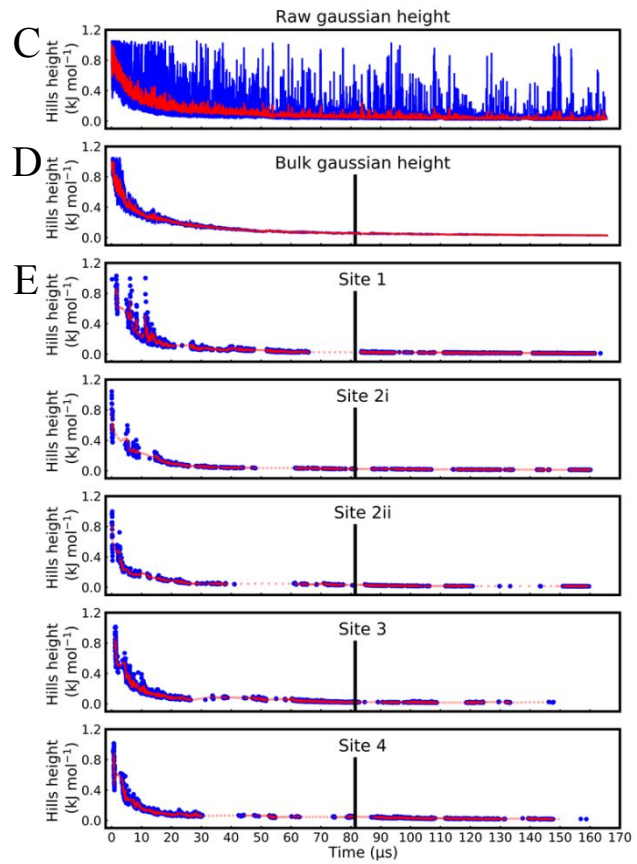 C
Raw gaussian height
Hills height
(kJ mol⁻¹)
1.2
0.8
0.4
0.0
D
Bulk gaussian height
Hills height
(kJ mol⁻¹)
1.2
0.8
0.4
0.0
E
Site 1
Hills height
(kJ mol⁻¹)
1.2
0.8
0.4
0.0
Site 2i
Hills height
(kJ mol⁻¹)
1.2
0.8
0.4
0.0
Site 2ii
Hills height
(kJ mol⁻¹)
1.2
0.8
0.4
0.0
Site 3
Hills height
(kJ mol⁻¹)
1.2
0.8
0.4
0.0
Site 4
Hills height
(kJ mol⁻¹)
1.2
0.8
0.4
0.0
0 10 20 30 40 50 60 70 80 90 100 110 120 130 140 150 160 170
Time (μs)